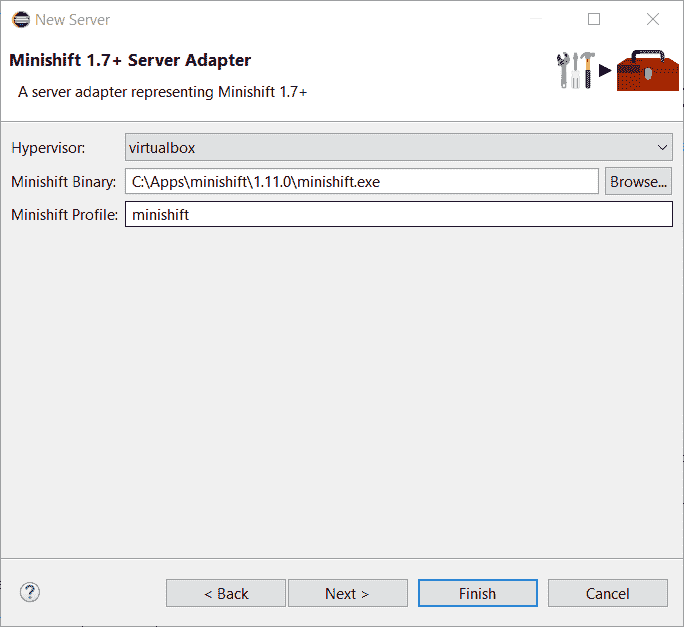 New Server
Minishift 1.7+ Server Adapter
A server adapter representing Minishift 1.7+
Hypervisor: virtualbox
Minishift Binary: C:\Apps\minishift\1.11.0\minishift.exe Browse...
Minishift Profile: minishift
? < Back Next > Finish Cancel